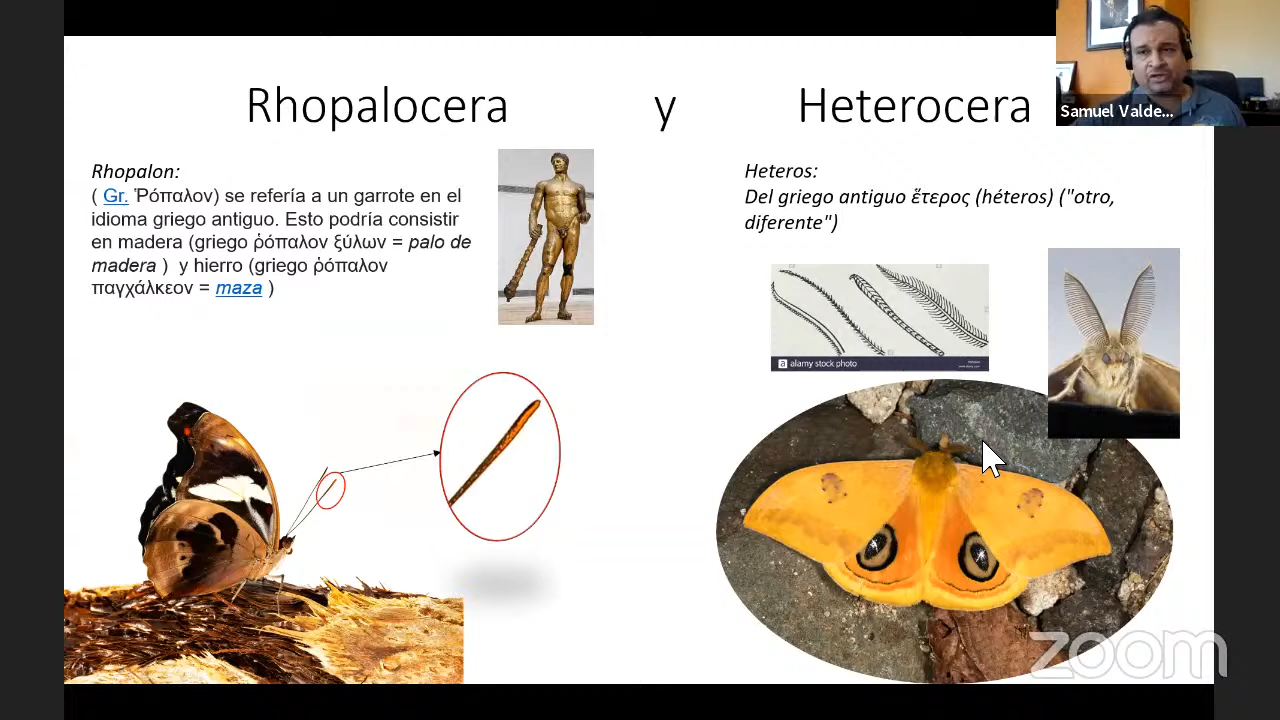 Rhopalocera y Heterocera
Samuel Valde...
Rhopalon:
( Gr. Ῥόπαλον) se refería a un garrote en el
idioma griego antiguo. Esto podría consistir
en madera (griego ῥόπαλον ξύλων = palo de
madera ) y hierro (griego ῥόπαλον
παγχάλκεον = maza )
Heteros:
Del griego antiguo ἕτερος (héteros) ("otro,
diferente")
a alamy stock photo
zoom